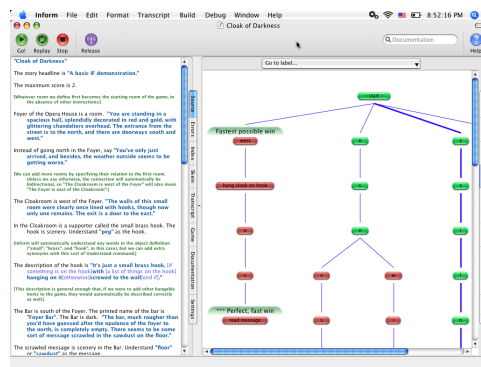 Inform File Edit Format Transcript Build Debug Window Help 8:52:16 PM
Cloak of Darkness
Go! Replay Stop Release Documentation Help
"Cloak of Darkness"
The story headline is "A basic IF demonstration."
The maximum score is 2.
[Whatever room we define first becomes the starting room of the game, in
the absence of other instructions:]
Foyer of the Opera House is a room. "You are standing in a
spacious hall, splendidly decorated in red and gold, with
glittering chandeliers overhead. The entrance from the
street is to the north, and there are doorways south and
west."
Instead of going north in the Foyer, say "You've only just
arrived, and besides, the weather outside seems to be
getting worse."
[We can add more rooms by specifying their relation to the first room.
Unless we say otherwise, the connection will automatically be
bidirectional, so "The Cloakroom is west of the Foyer" will also mean
"The Foyer is east of the Cloakroom":]
The Cloakroom is west of the Foyer. "The walls of this small
room were clearly once lined with hooks, though now
only one remains. The exit is a door to the east."
In the Cloakroom is a supporter called the small brass hook. The
hook is scenery. Understand "peg" as the hook.
[Inform will automatically understand any words in the object definition
("small", "brass", and "hook", in this case), but we can add extra
synonyms with this sort of Understand command.]
The description of the hook is "It's just a small brass hook, [if
something is on the hook]with [a list of things on the hook]
hanging on it[otherwise]screwed to the wall[end if]."
[This description is general enough that, if we were to add other hangable
items to the game, they would automatically be described correctly
as well.]
The Bar is south of the Foyer. The printed name of the bar is
"Foyer Bar". The Bar is dark. "The bar, much rougher than
you'd have guessed after the opulence of the foyer to
the north, is completely empty. There seems to be some
sort of message scrawled in the sawdust on the floor."
The scrawled message is scenery in the Bar. Understand "floor"
or "sawdust" as the message.
Source
Errors
Index
Skein
Transcript
Game
Documentation
Settings
Go to label...
- start -
Fastest possible win
west
hang cloak on hook
*** Perfect, fast win
read message